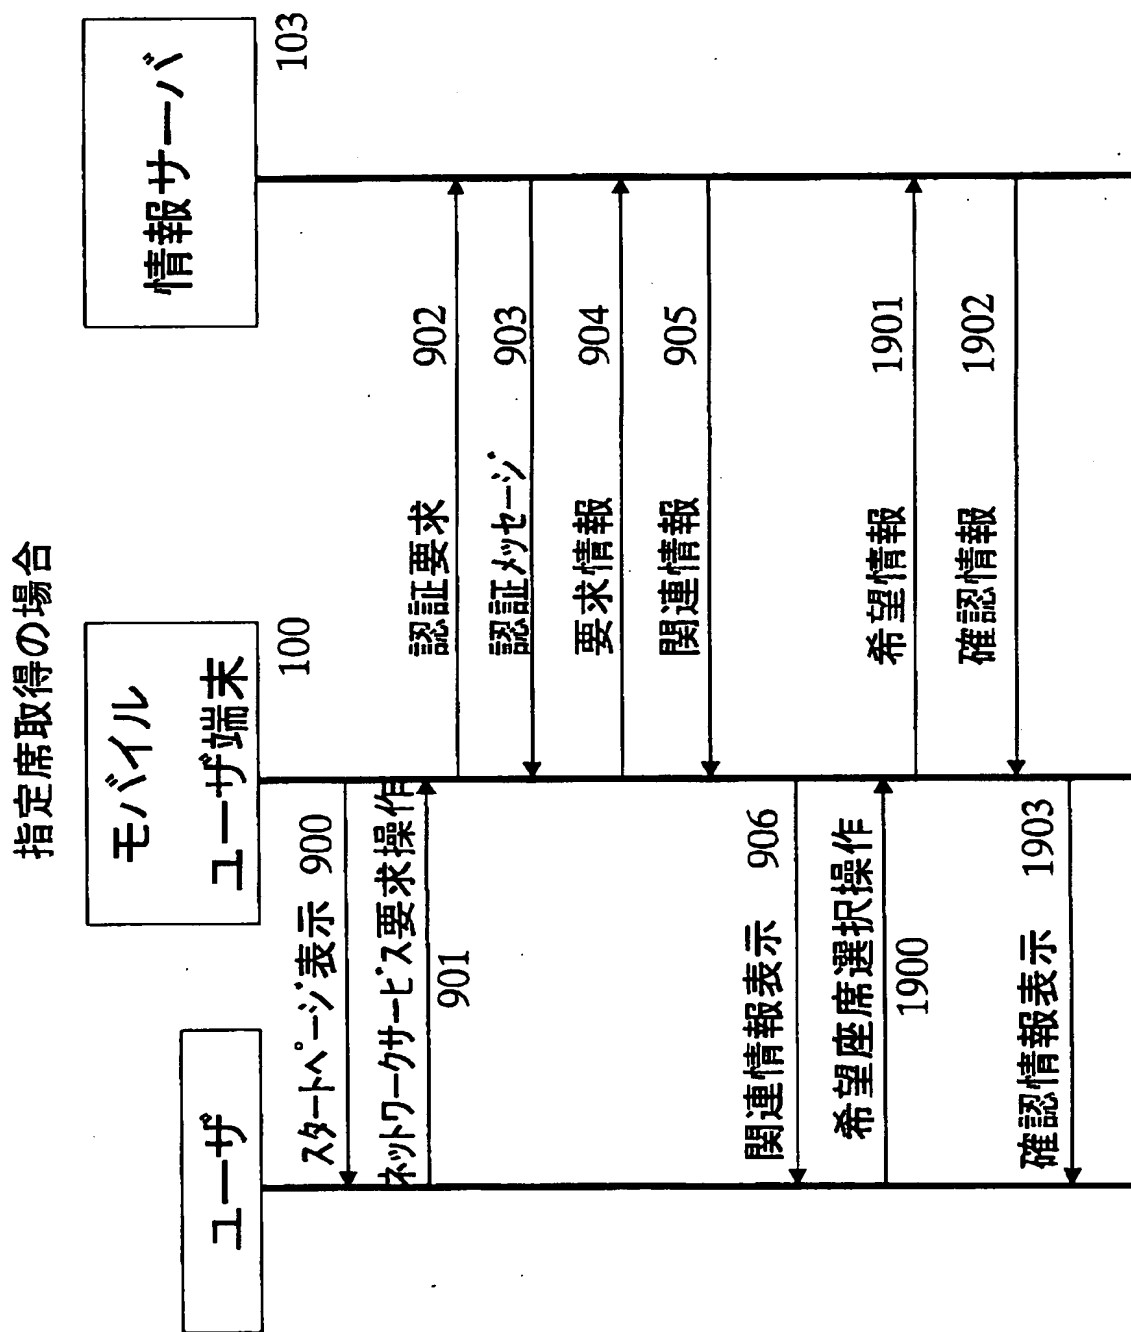 指定席取得の場合
ユーザ
モバイル
ユーザ端末
100
情報サーバ
103
スタートページ表示 900
ネットワークサービス要求操作
901
認証要求 902
認証メッセージ 903
要求情報 904
関連情報 905
関連情報表示 906
希望座席選択操作
1900
希望情報 1901
確認情報 1902
確認情報表示 1903